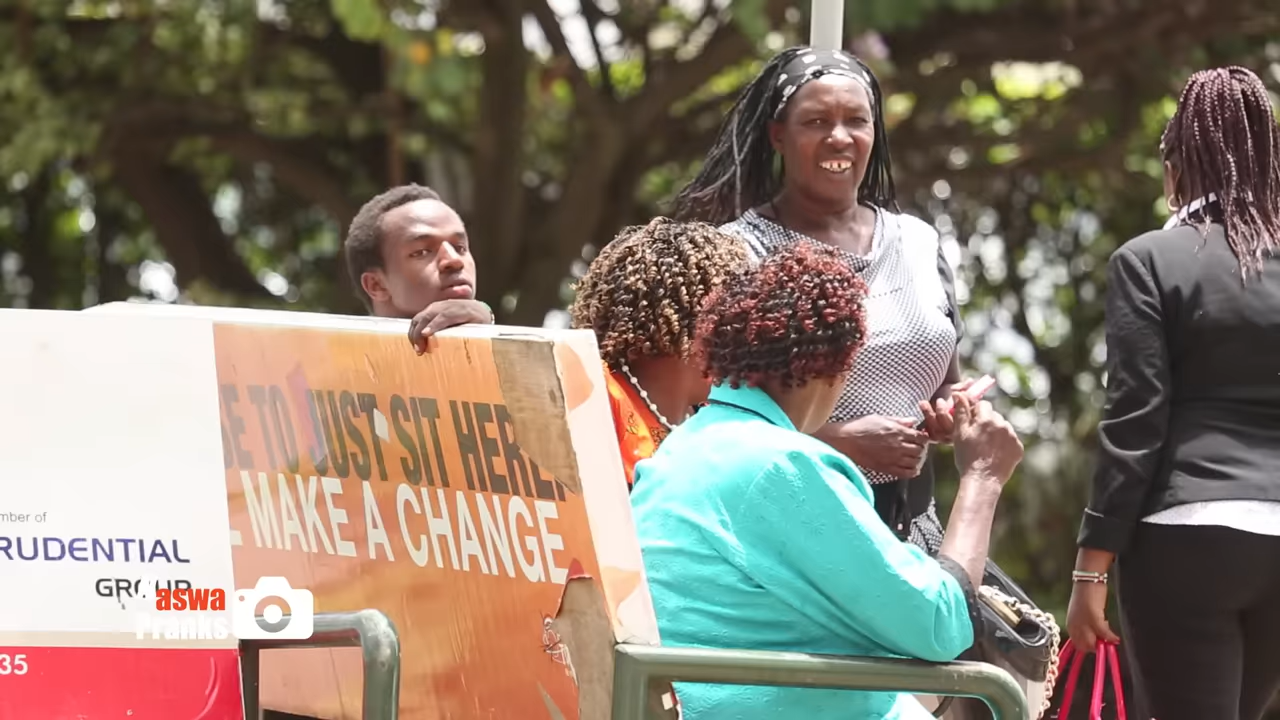 SE TO JUST SIT HERE.
MAKE A CHANGE
mber of
RUDENTIAL
GROUP
aswa
Pranks
35